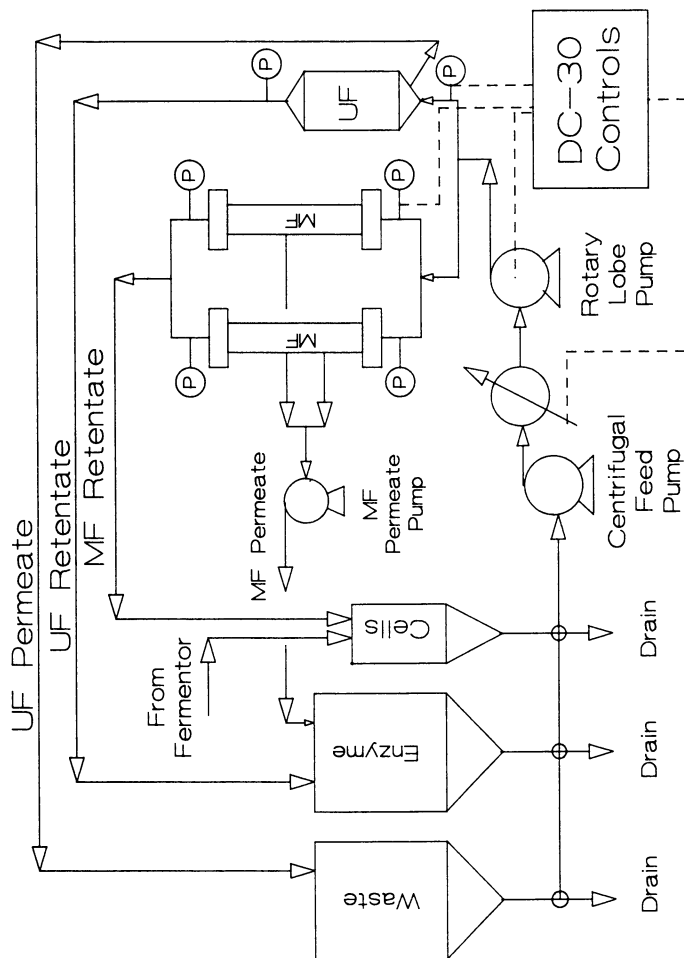 UF Permeate
UF Retentate
MF Retentate
P
P
UF
P
P
P
P
MF
MF
DC-30
Controls
MF Permeate
MF
Permeate
Pump
Rotary
Lobe
Pump
Centrifugal
Feed
Pump
From
Fermentor
Cells
Enzyme
Waste
Drain
Drain
Drain